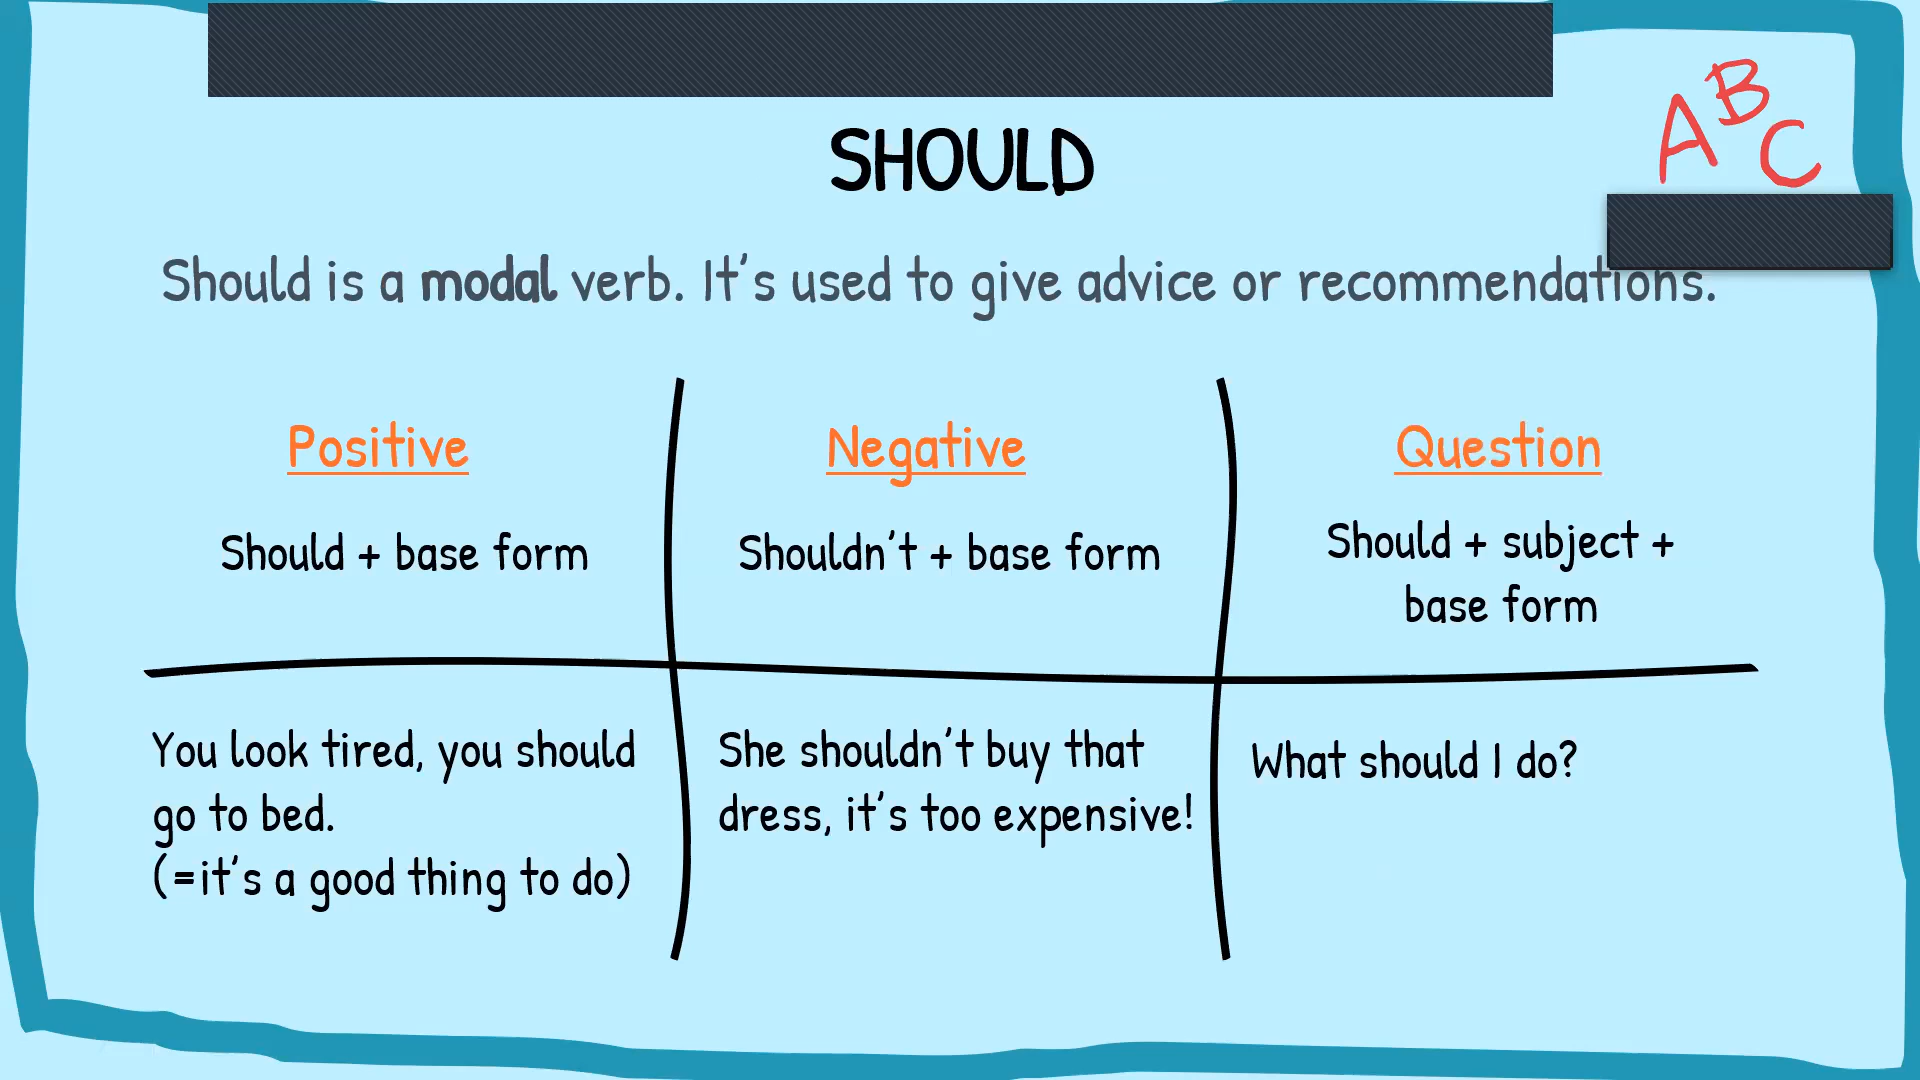 ABC
SHOULD
Should is a modal verb. It's used to give advice or recommendations.
Positive
Negative
Question
Should + base form
Shouldn't + base form
Should + subject +
base form
You look tired, you should
go to bed.
(=it's a good thing to do)
She shouldn't buy that
dress, it's too expensive!
What should I do?